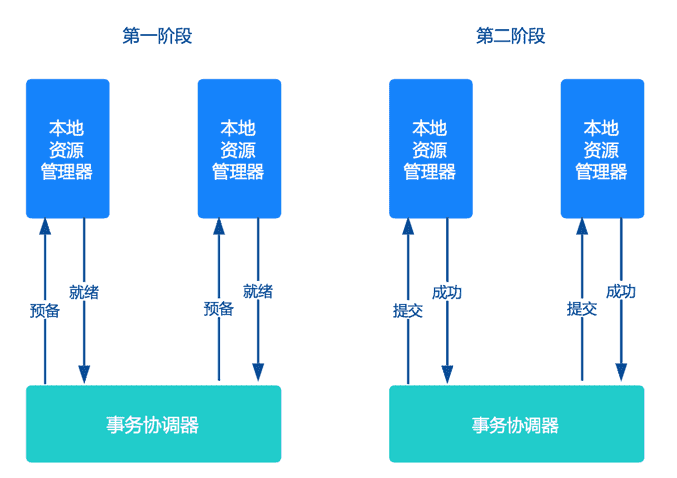 第一阶段
第二阶段
本地
资源
管理器
本地
资源
管理器
本地
资源
管理器
本地
资源
管理器
预备
就绪
预备
就绪
提交
成功
提交
成功
事务协调器
事务协调器